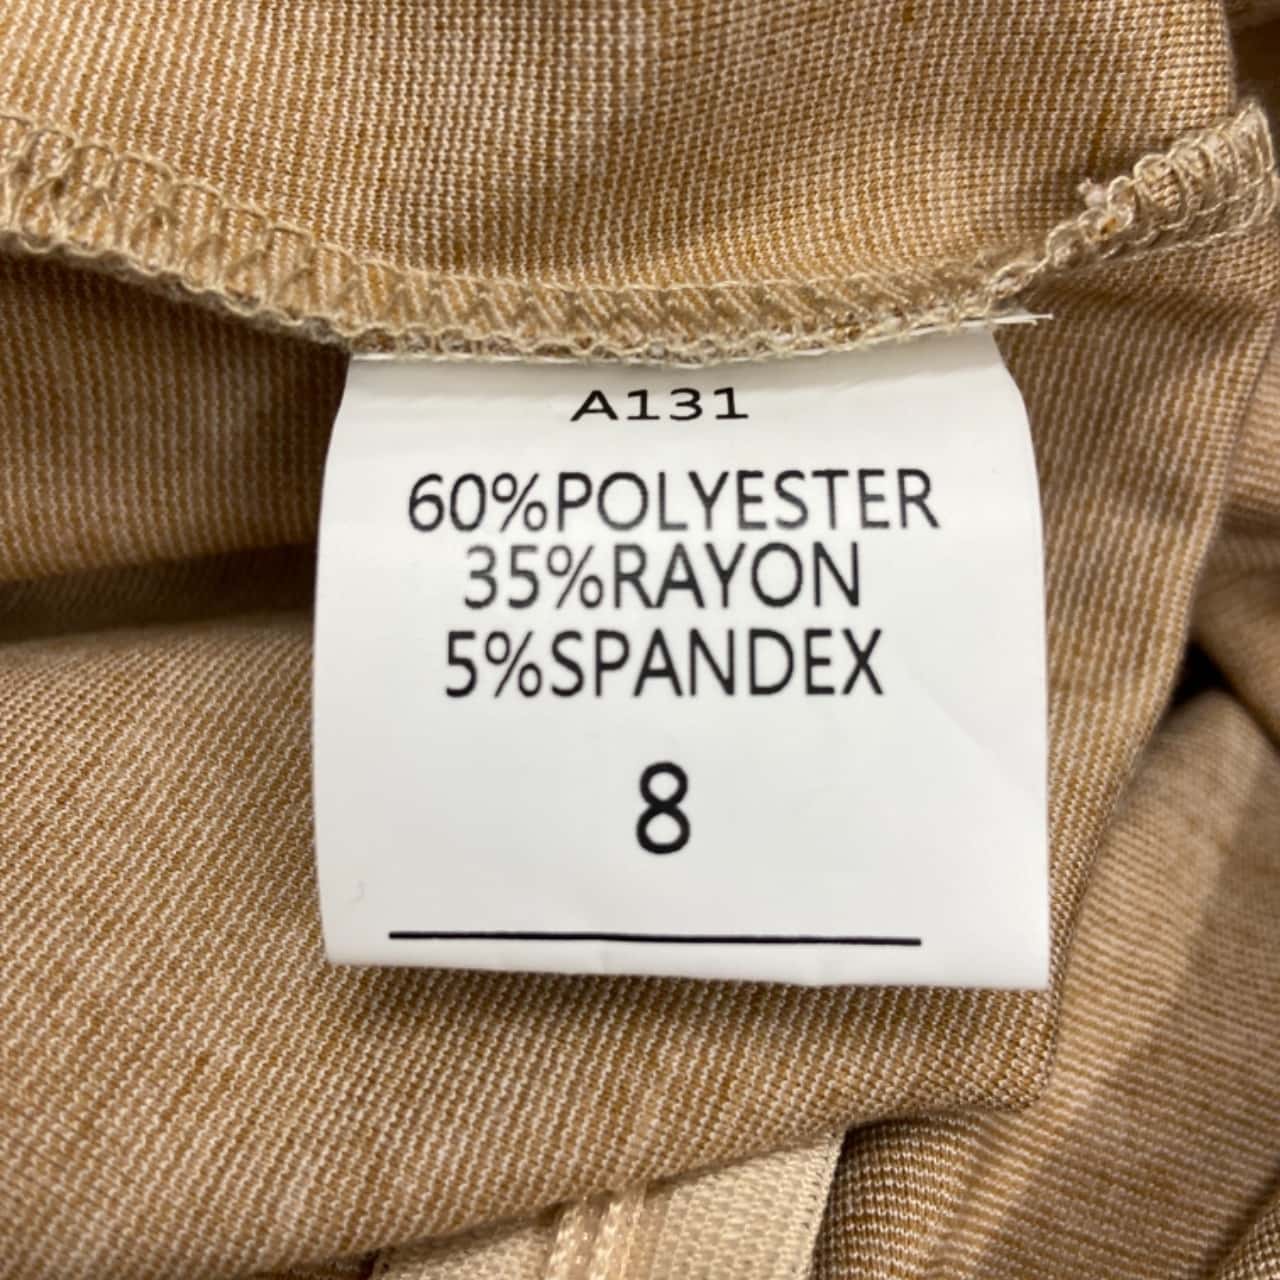 A131
60%POLYESTER
35%RAYON
5%SPANDEX
8